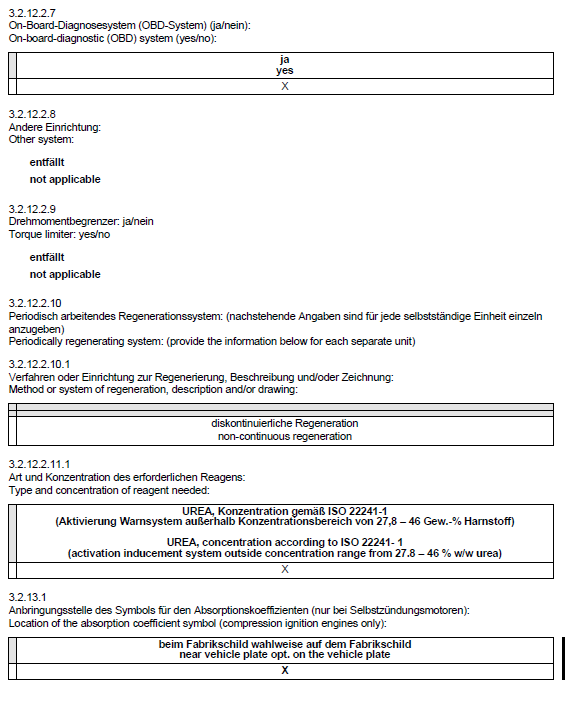 3.2.12.2.7
On-Board-Diagnosesystem (OBD-System) (ja/nein):
On-board-diagnostic (OBD) system (yes/no):
ja
yes
X
3.2.12.2.8
Andere Einrichtung:
Other system:
entfällt
not applicable
3.2.12.2.9
Drehmomentbegrenzer: ja/nein
Torque limiter: yes/no
entfällt
not applicable
3.2.12.2.10
Periodisch arbeitendes Regenerationssystem: (nachstehende Angaben sind für jede selbstständige Einheit einzeln
anzugeben)
Periodically regenerating system: (provide the information below for each separate unit)
3.2.12.2.10.1
Verfahren oder Einrichtung zur Regenerierung, Beschreibung und/oder Zeichnung:
Method or system of regeneration, description and/or drawing:
diskontinuierliche Regeneration
non-continuous regeneration
3.2.12.2.11.1
Art und Konzentration des erforderlichen Reagens:
Type and concentration of reagent needed:
UREA, Konzentration gemäß ISO 22241-1
(Aktivierung Warnsystem außerhalb Konzentrationsbereich von 27,8 – 46 Gew.-% Harnstoff)
UREA, concentration according to ISO 22241- 1
(activation inducement system outside concentration range from 27.8 – 46 % w/w urea)
X
3.2.13.1
Anbringungsstelle des Symbols für den Absorptionskoeffizienten (nur bei Selbstzündungsmotoren):
Location of the absorption coefficient symbol (compression ignition engines only):
beim Fabrikschild wahlweise auf dem Fabrikschild
near vehicle plate opt. on the vehicle plate
X